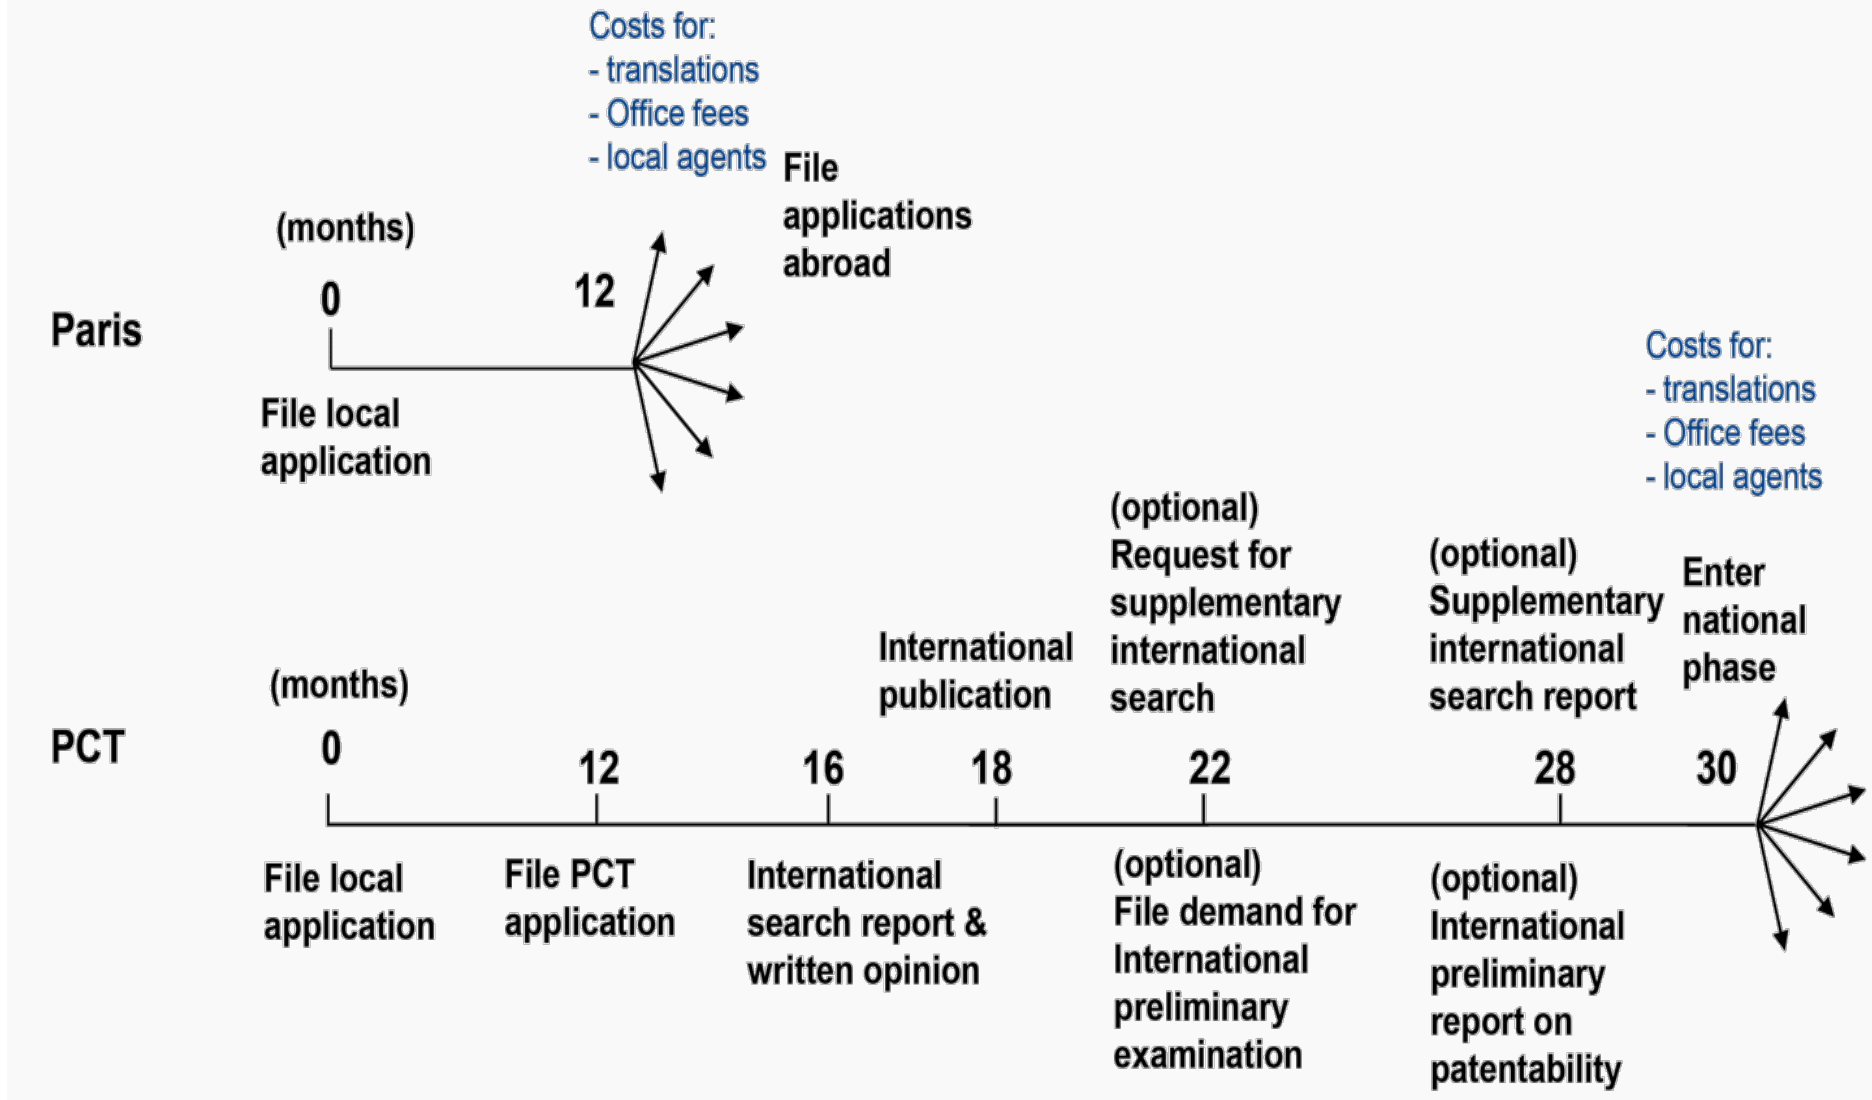 Costs for:
- translations
- Office fees
- local agents
File
applications
abroad
(months)
0
12
Paris
File local
application
Costs for:
- translations
- Office fees
- local agents
(optional)
Request for
supplementary
international
search
(optional)
Supplementary
international
search report
Enter
national
phase
International
publication
(months)
PCT
0
12
16
18
22
28
30
File local
application
File PCT
application
International
search report &
written opinion
(optional)
File demand for
International
preliminary
examination
(optional)
International
preliminary
report on
patentability